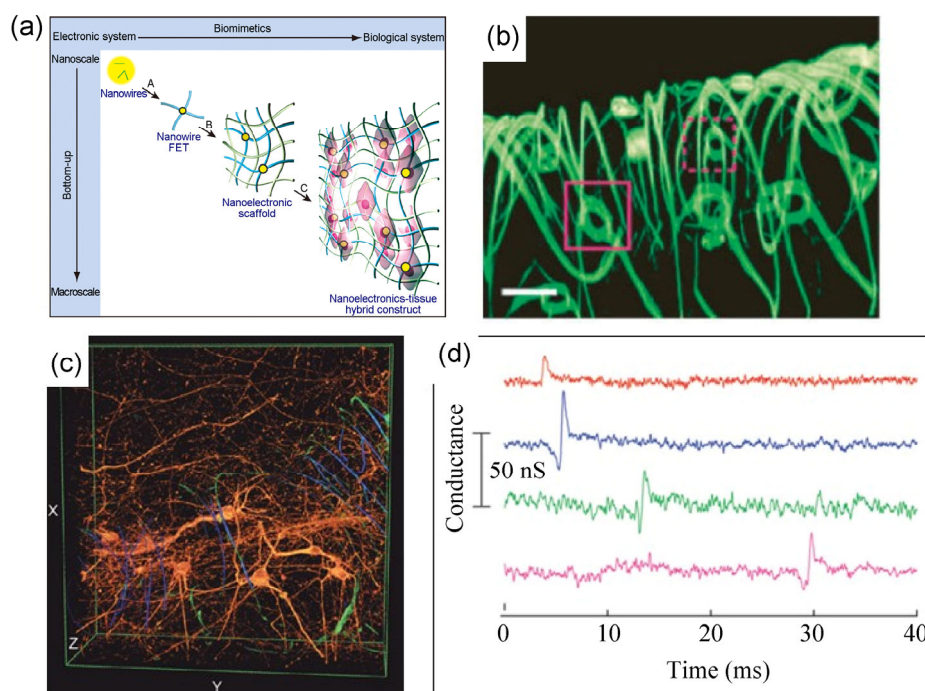 (a)
Electronic system
Biomimetics
Biological system
Nanoscale
Bottom-up
Macroscale
Nanowires
A
Nanowire
FET
B
Nanoelectronic
scaffold
C
Nanoelectronics-tissue
hybrid construct
(b)
(c)
X
Z
Y
(d)
Conductance
50 nS
0 10 20 30 40
Time (ms)